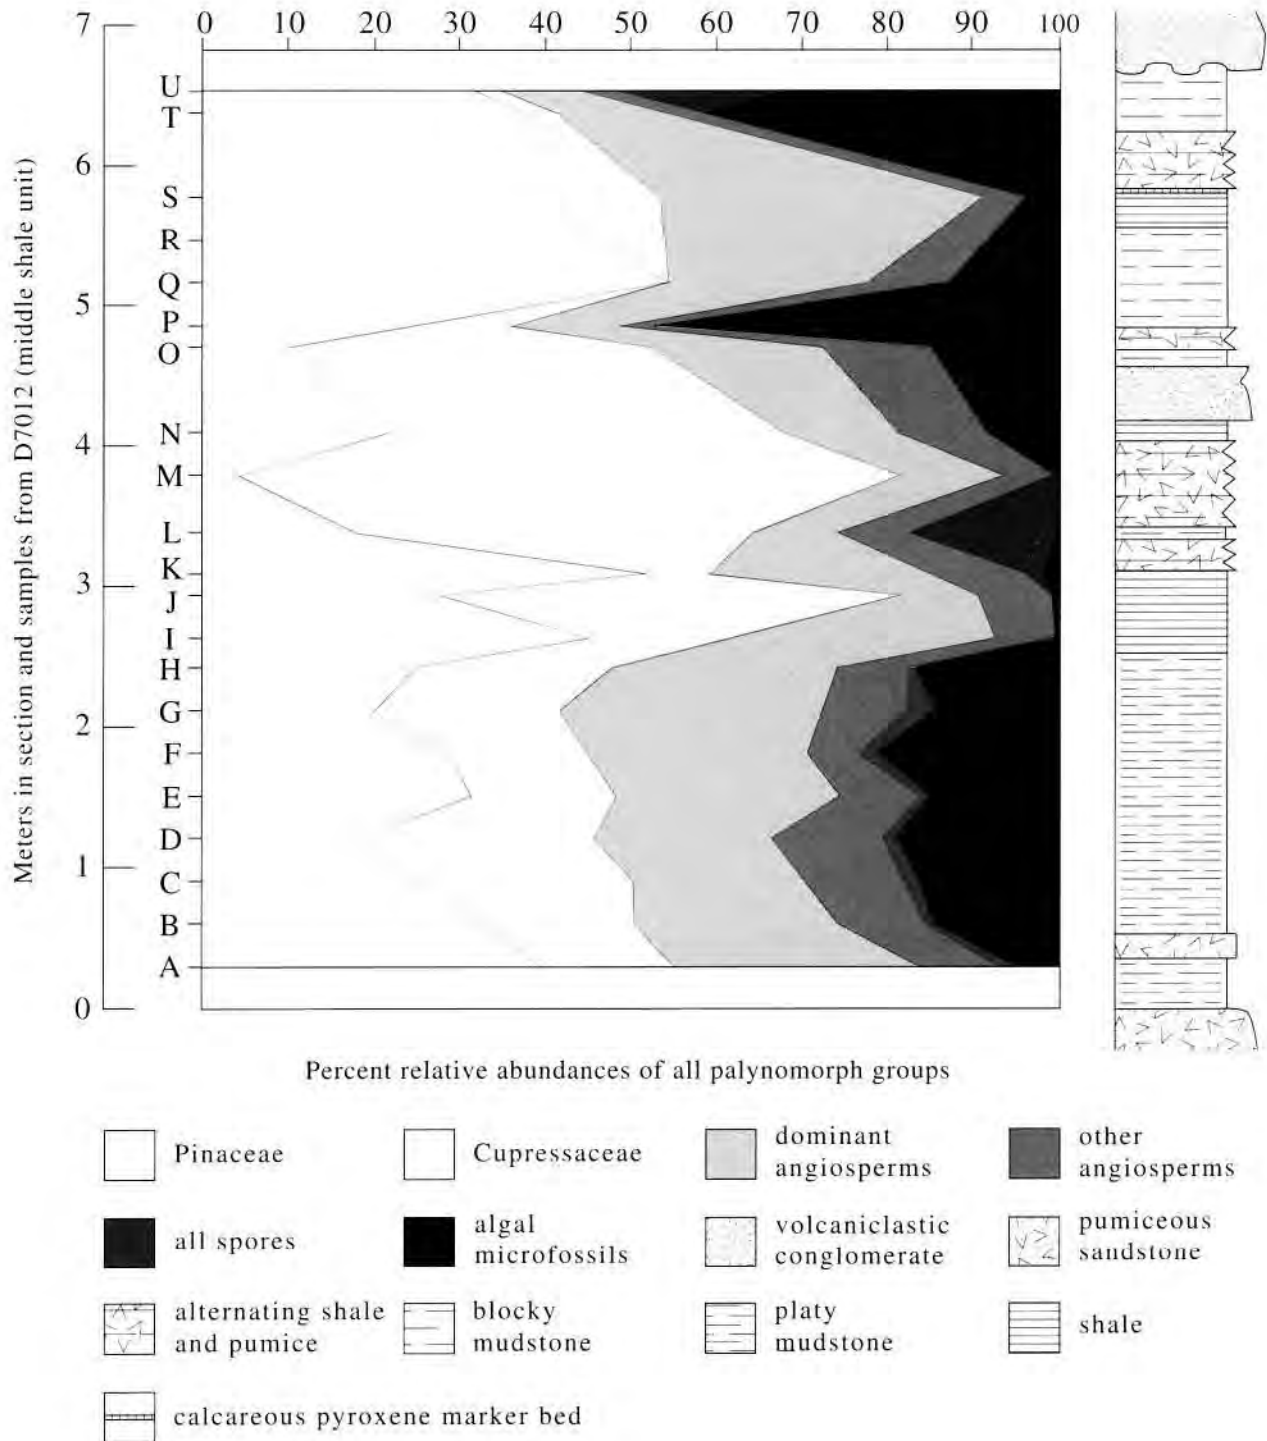 0 10 20 30 40 50 60 70 80 90 100
7
6
5
4
3
2
1
0
Meters in section and samples from D7012 (middle shale unit)
U
T
S
R
Q
P
O
N
M
L
K
J
I
H
G
F
E
D
C
B
A
Percent relative abundances of all palynomorph groups
Pinaceae
Cupressaceae
dominant
angiosperms
other
angiosperms
all spores
algal
microfossils
volcaniclastic
conglomerate
pumiceous
sandstone
alternating shale
and pumice
blocky
mudstone
platy
mudstone
shale
calcareous pyroxene marker bed